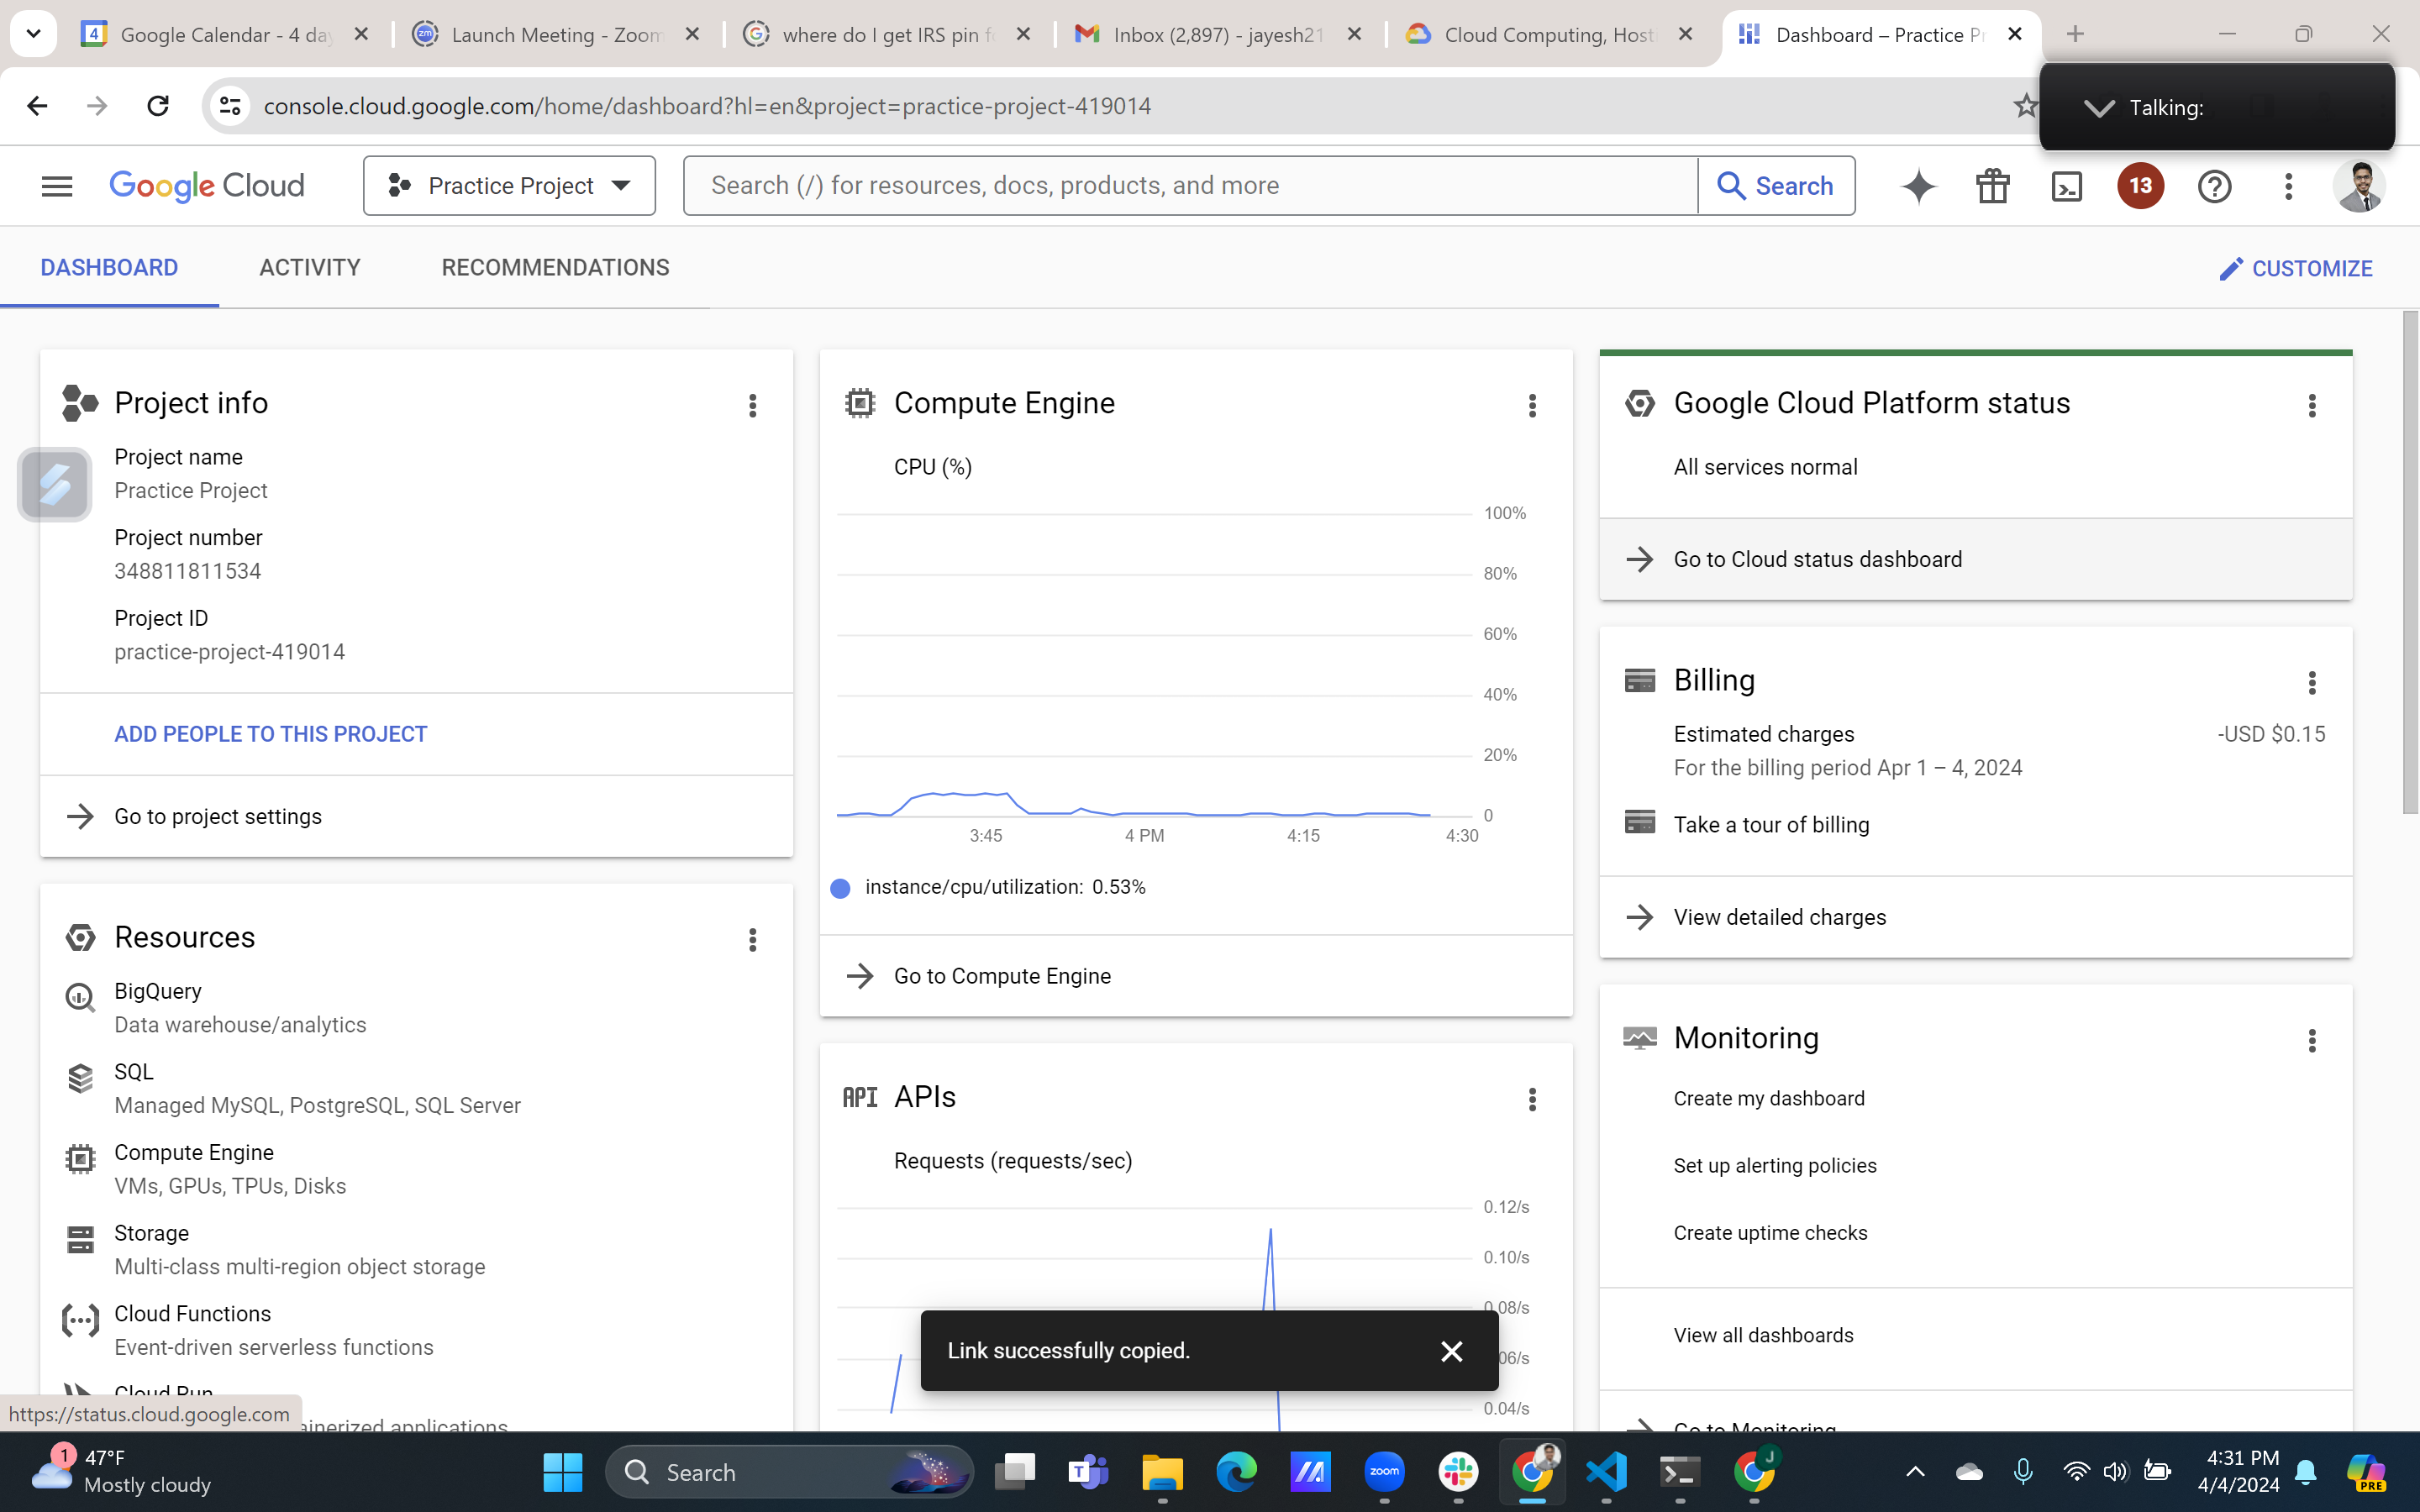 4
Google Calendar - 4 da
zm
Launch Meeting - Zoom
where do I get IRS pin f
Inbox (2,897) - jayesh21
Cloud Computing, Host
Dashboard – Practice Pr
console.cloud.google.com/home/dashboard?hl=en&project=practice-project-419014
Talking:
Google Cloud
Practice Project
Search (/) for resources, docs, products, and more
Search
13
DASHBOARD
ACTIVITY
RECOMMENDATIONS
CUSTOMIZE
Project info
Project name
Practice Project
Project number
348811811534
Project ID
practice-project-419014
ADD PEOPLE TO THIS PROJECT
Go to project settings
Resources
BigQuery
Data warehouse/analytics
SQL
Managed MySQL, PostgreSQL, SQL Server
Compute Engine
VMs, GPUs, TPUs, Disks
Storage
Multi-class multi-region object storage
Cloud Functions
Event-driven serverless functions
Cloud Run
ainerized applications
https://status.cloud.google.com
Compute Engine
CPU (%)
100%
80%
60%
40%
20%
0
3:45
4 PM
4:15
4:30
instance/cpu/utilization: 0.53%
Go to Compute Engine
API
APIs
Requests (requests/sec)
0.12/s
0.10/s
0.08/s
06/s
0.04/s
Link successfully copied.
Google Cloud Platform status
All services normal
Go to Cloud status dashboard
Billing
Estimated charges
-USD $0.15
For the billing period Apr 1 – 4, 2024
Take a tour of billing
View detailed charges
Monitoring
Create my dashboard
Set up alerting policies
Create uptime checks
View all dashboards
Go to Monitoring
1
47°F
Mostly cloudy
Search
T
zoom
J
4:31 PM
4/4/2024
PRE